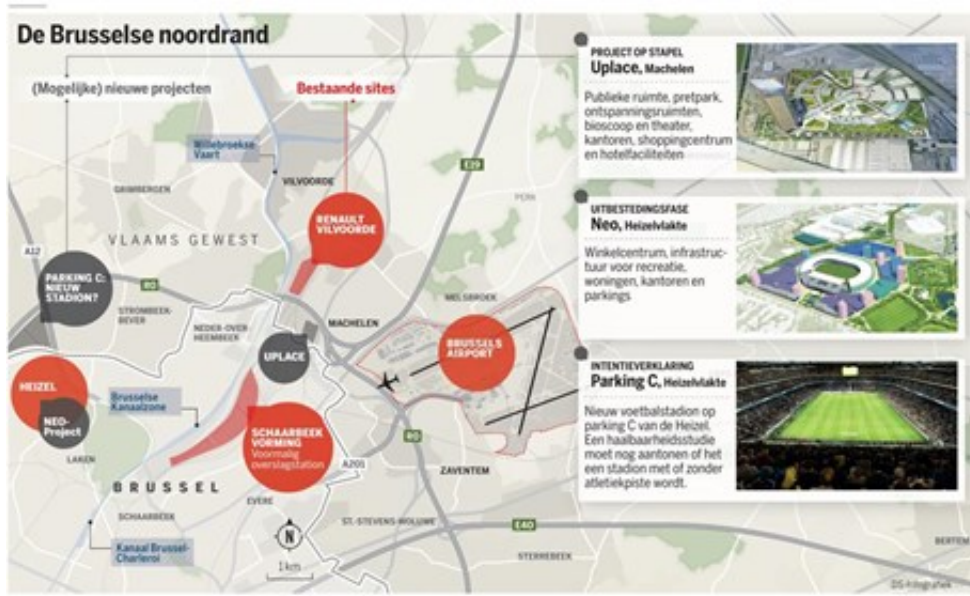 De Brusselse noordrand
(Mogelijke) nieuwe projecten
Bestaande sites
Willebroekse
Vaart
VILVOORDE
E19
GRIMBERGEN
PERK
RENAULT
VILVOORDE
VLAAMS GEWEST
A12
PARKING C:
NIEUW
STADION?
R0
STROMBEEK-
BEVER
MELSBROEK
NEDER-OVER
HEEMBEEK
MACHELEN
UPLACE
BRUSSELS
AIRPORT
HEIZEL
NEO-
Project
Brusselse
Kanaalzone
SCHAARBEEK
VORMING
Voormalig
overslagstation
LAKEN
R0
A201
ZAVENTEM
BRUSSEL
EVERE
SCHAARBEEK
ST.-STEVENS-WOLUWE
E40
N
Kanaal Brussel-
Charleroi
STERREBEEK
BERTEM
1 km
PROJECT OP STAPEL
Uplace, Machelen
Publieke ruimte, pretpark,
ontspanningsruimten,
bioscoop en theater,
kantoren, shoppingcentrum
en hotelfaciliteiten
UITBESTEDINGSFASE
Neo, Heizelvlakte
Winkelcentrum, infrastruc-
tuur voor recreatie,
woningen, kantoren en
parkings
INTENTIEVERKLARING
Parking C, Heizelvlakte
Nieuw voetbalstadion op
parking C van de Heizel.
Een haalbaarheidsstudie
moet nog aantonen of het
een stadion met of zonder
atletiekpiste wordt.
DS-infografiek